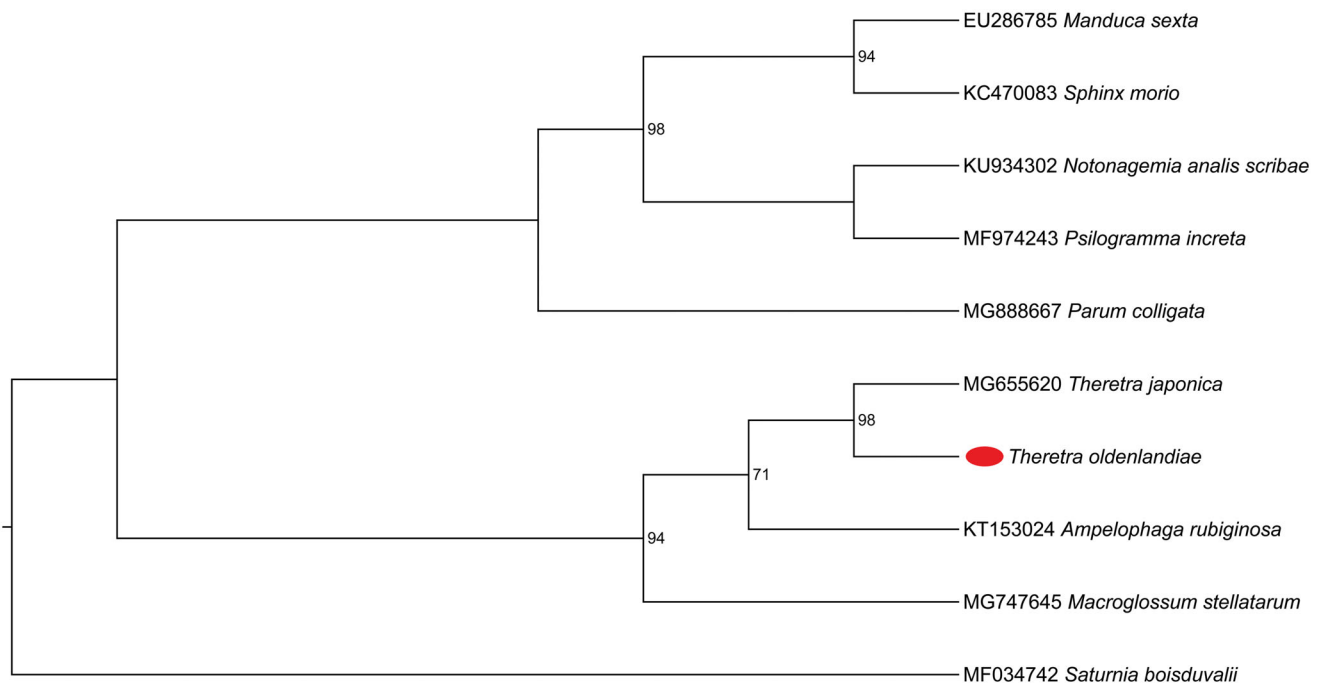 EU286785 Manduca sexta
94
KC470083 Sphinx morio
98
KU934302 Notonagemia analis scribae
MF974243 Psilogramma increta
MG888667 Parum colligata
MG655620 Theretra japonica
98
Theretra oldenlandiae
71
KT153024 Ampelophaga rubiginosa
94
MG747645 Macroglossum stellatarum
MF034742 Saturnia boisduvalii